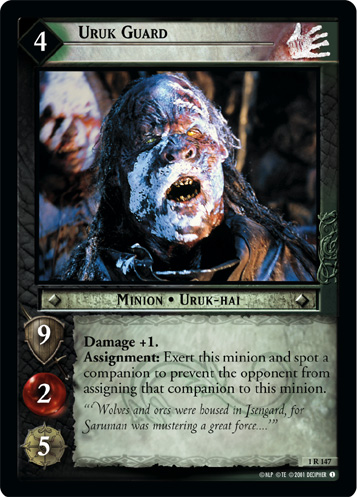 4
Uruk Guard
Minion • Uruk-hai
9
2
5
Damage +1.
Assignment: Exert this minion and spot a
companion to prevent the opponent from
assigning that companion to this minion.
“‘Wolves and orcs were housed in Isengard, for
Saruman was mustering a great force....’”
1 R 147
©NLP ·©TE ·© 2001 DECIPHER